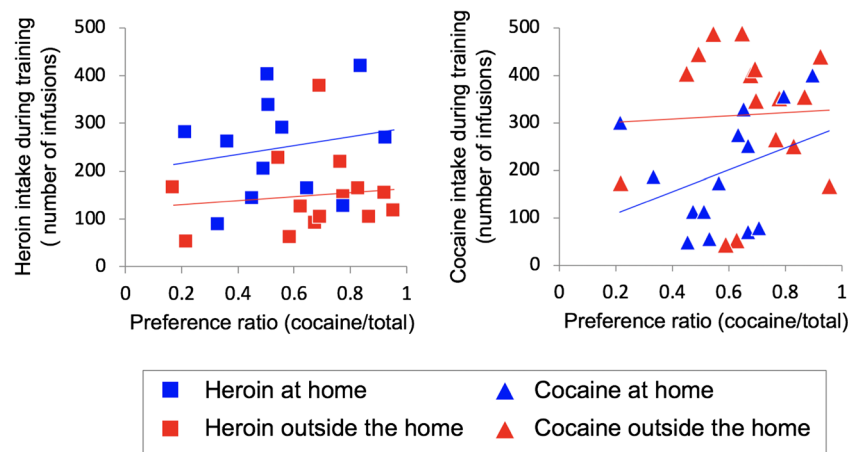 Heroin intake during training
( number of infusions)
500
400
300
200
100
0
0
0.2
0.4
0.6
0.8
1
Preference ratio (cocaine/total)
Cocaine intake during training
(number of infusions)
500
400
300
200
100
0
0
0.2
0.4
0.6
0.8
1
Preference ratio (cocaine/total)
Heroin at home
Cocaine at home
Heroin outside the home
Cocaine outside the home